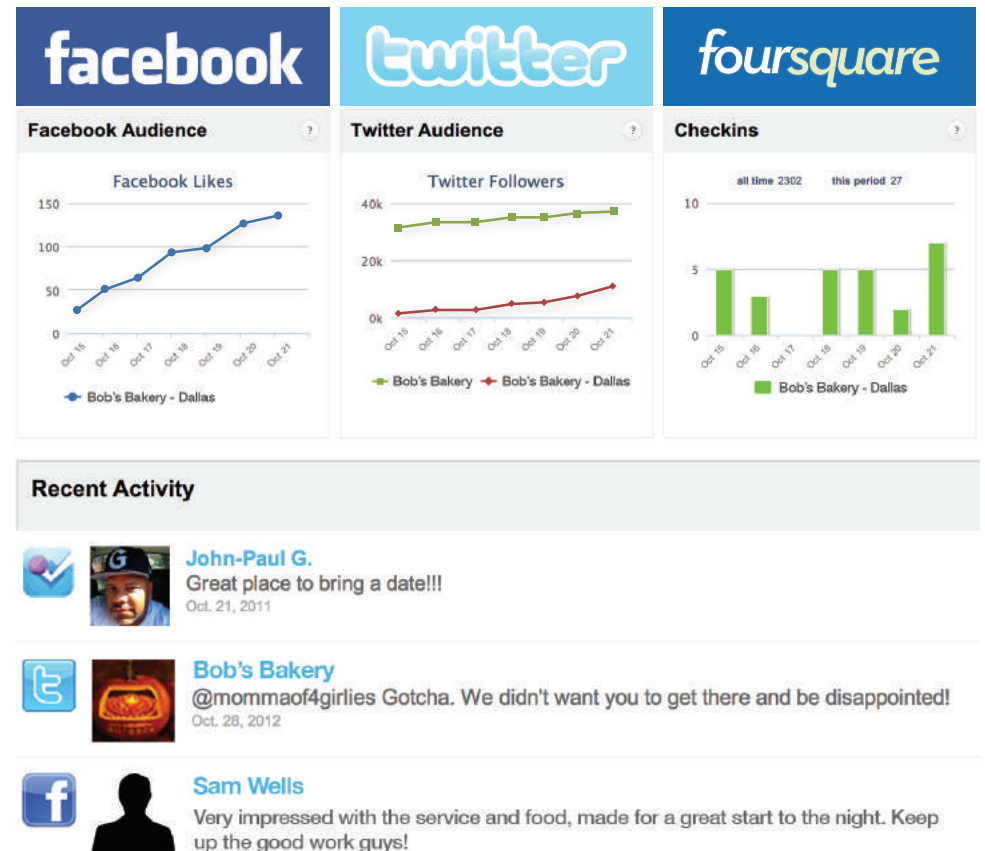 facebook
twitter
foursquare
Facebook Audience
?
Facebook Likes
150
100
50
0
Oct 15
Oct 16
Oct 17
Oct 18
Oct 19
Oct 20
Oct 21
Bob's Bakery - Dallas
Twitter Audience
?
Twitter Followers
40k
20k
0k
Oct 15
Oct 16
Oct 17
Oct 18
Oct 19
Oct 20
Oct 21
Bob's Bakery
Bob's Bakery - Dallas
Checkins
?
all time 2302
this period 27
10
5
0
Oct 15
Oct 16
Oct 17
Oct 18
Oct 19
Oct 20
Oct 21
Bob's Bakery - Dallas
Recent Activity
G
John-Paul G.
Great place to bring a date!!!
Oct. 21, 2011
t
Bob's Bakery
@mommaof4girlies Gotcha. We didn't want you to get there and be disappointed!
Oct. 28, 2012
f
Sam Wells
Very impressed with the service and food, made for a great start to the night. Keep
up the good work guys!